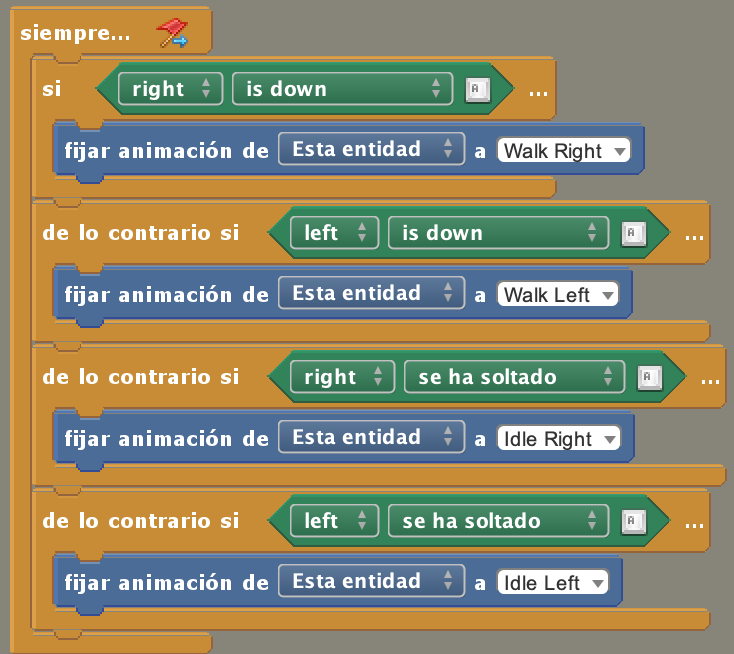 siempre...
si right is down A ...
fijar animación de Esta entidad a Walk Right
de lo contrario si left is down A ...
fijar animación de Esta entidad a Walk Left
de lo contrario si right se ha soltado A ...
fijar animación de Esta entidad a Idle Right
de lo contrario si left se ha soltado A ...
fijar animación de Esta entidad a Idle Left